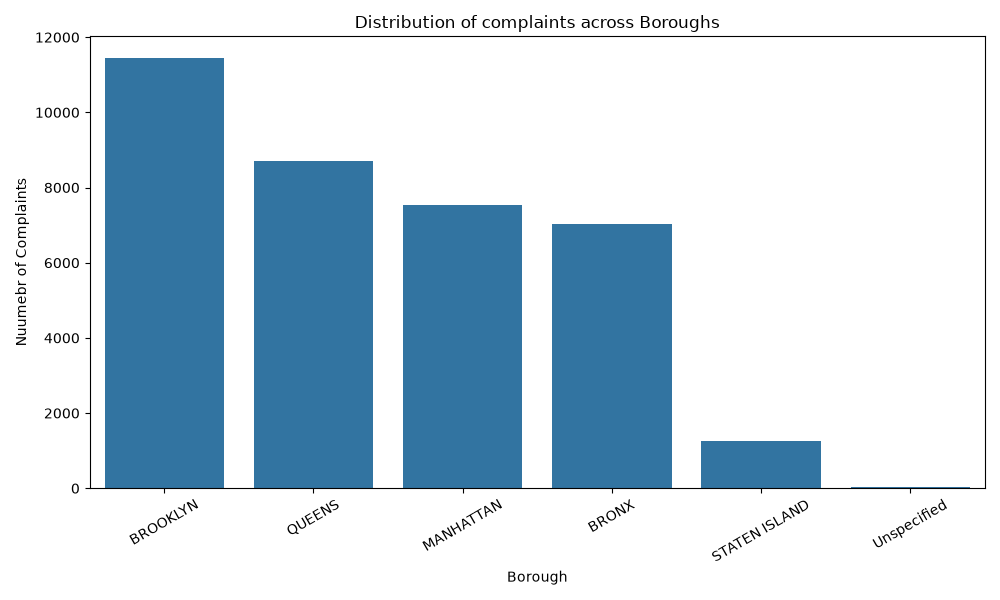 Distribution of complaints across Boroughs
12000
10000
8000
6000
4000
2000
0
Nuumebr of Complaints
BROOKLYN
QUEENS
MANHATTAN
BRONX
STATEN ISLAND
Unspecified
Borough